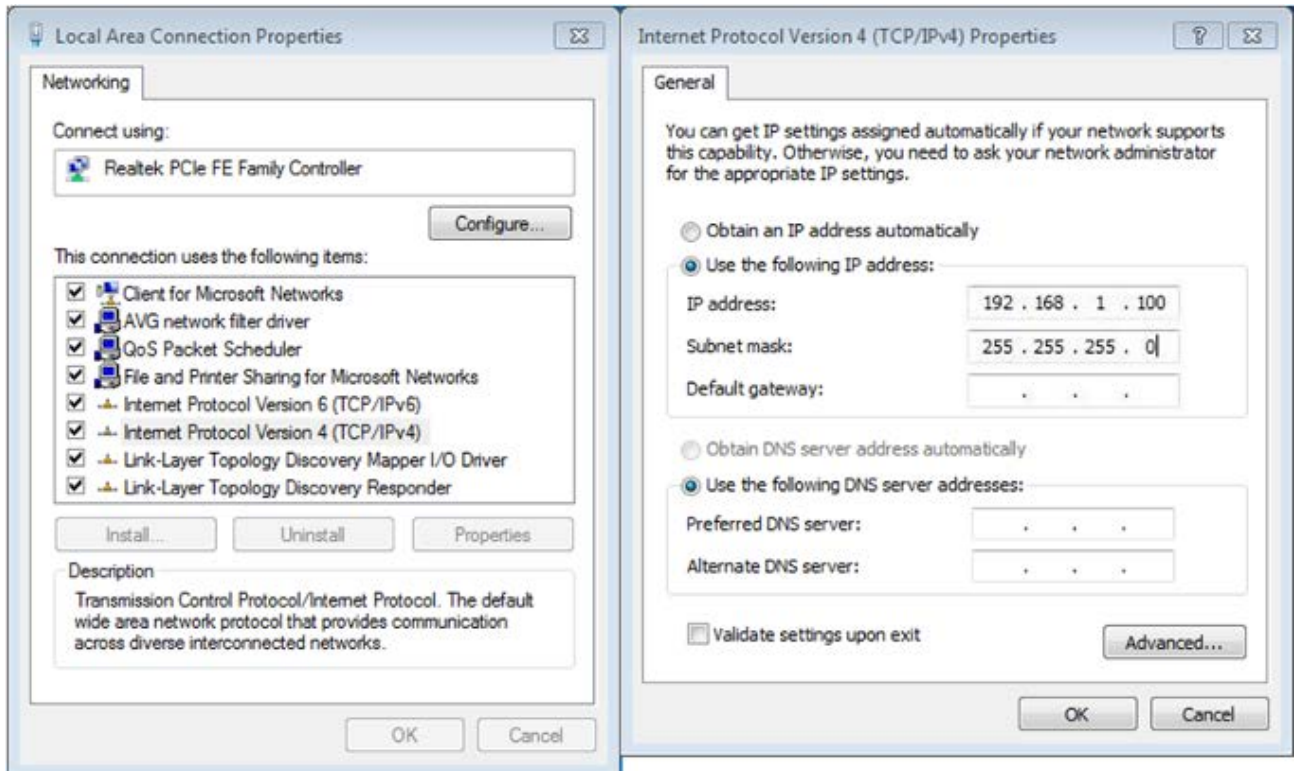 Local Area Connection Properties
Networking
Connect using:
Realtek PCIe FE Family Controller
Configure...
This connection uses the following items:
Client for Microsoft Networks
AVG network filter driver
QoS Packet Scheduler
File and Printer Sharing for Microsoft Networks
Internet Protocol Version 6 (TCP/IPv6)
Internet Protocol Version 4 (TCP/IPv4)
Link-Layer Topology Discovery Mapper I/O Driver
Link-Layer Topology Discovery Responder
Install... Uninstall Properties
Description
Transmission Control Protocol/Internet Protocol. The default
wide area network protocol that provides communication
across diverse interconnected networks.
OK Cancel
Internet Protocol Version 4 (TCP/IPv4) Properties
General
You can get IP settings assigned automatically if your network supports
this capability. Otherwise, you need to ask your network administrator
for the appropriate IP settings.
Obtain an IP address automatically
Use the following IP address:
IP address: 192 . 168 . 1 . 100
Subnet mask: 255 . 255 . 255 . 0
Default gateway: . . .
Obtain DNS server address automatically
Use the following DNS server addresses:
Preferred DNS server: . . .
Alternate DNS server: . . .
Validate settings upon exit
Advanced...
OK Cancel